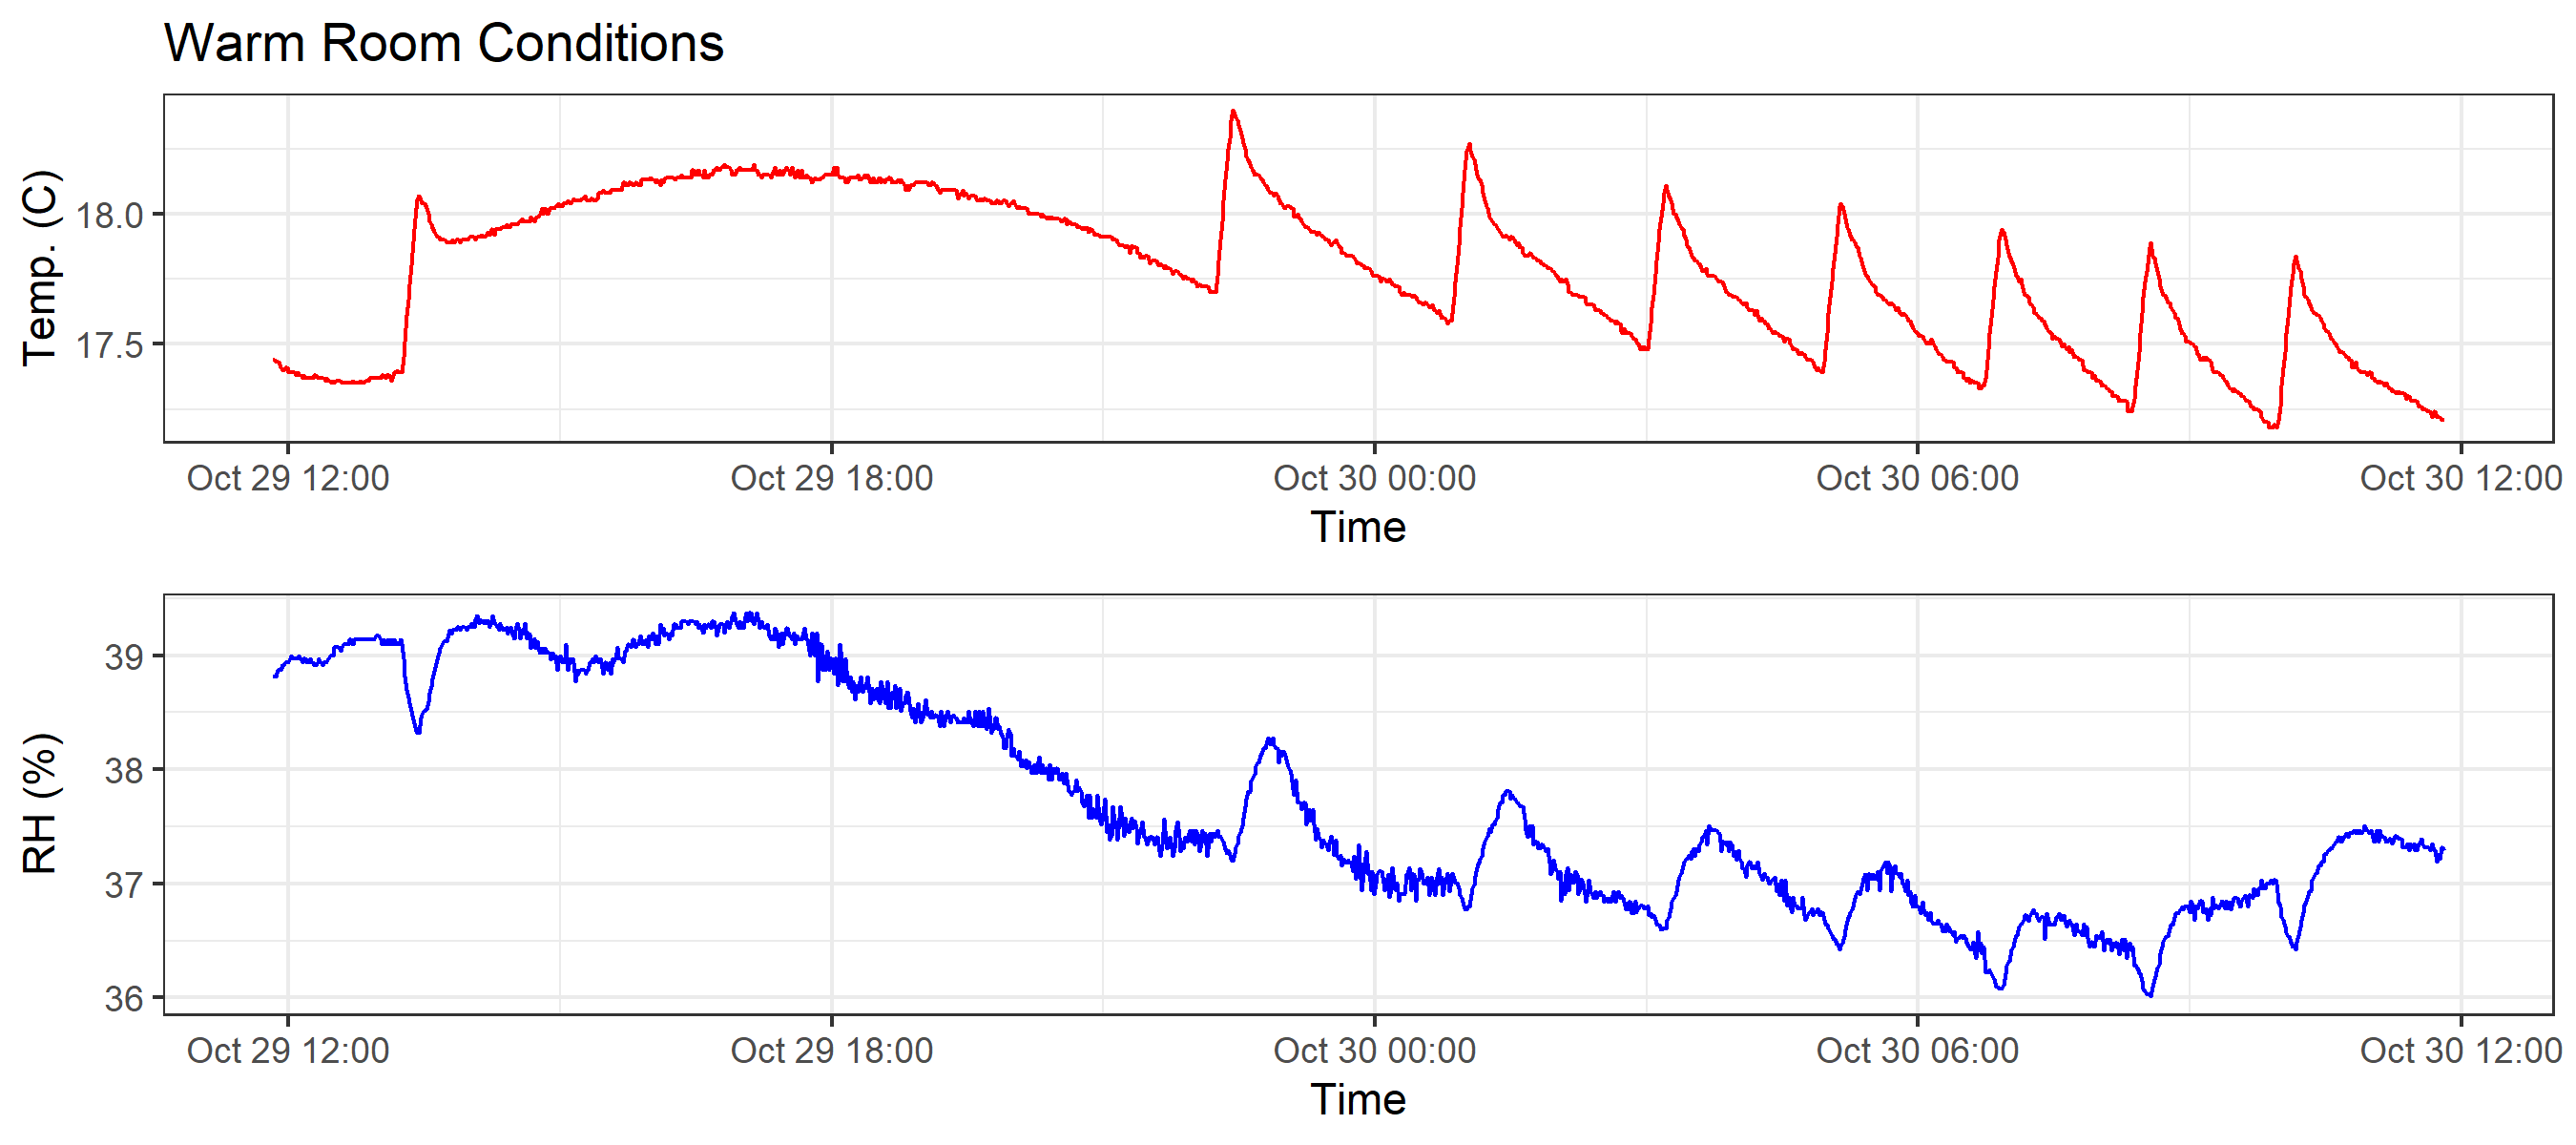 Warm Room Conditions
Temp. (C)
18.0
17.5
Oct 29 12:00 Oct 29 18:00 Oct 30 00:00 Oct 30 06:00 Oct 30 12:00
Time
RH (%)
39
38
37
36
Oct 29 12:00 Oct 29 18:00 Oct 30 00:00 Oct 30 06:00 Oct 30 12:00
Time